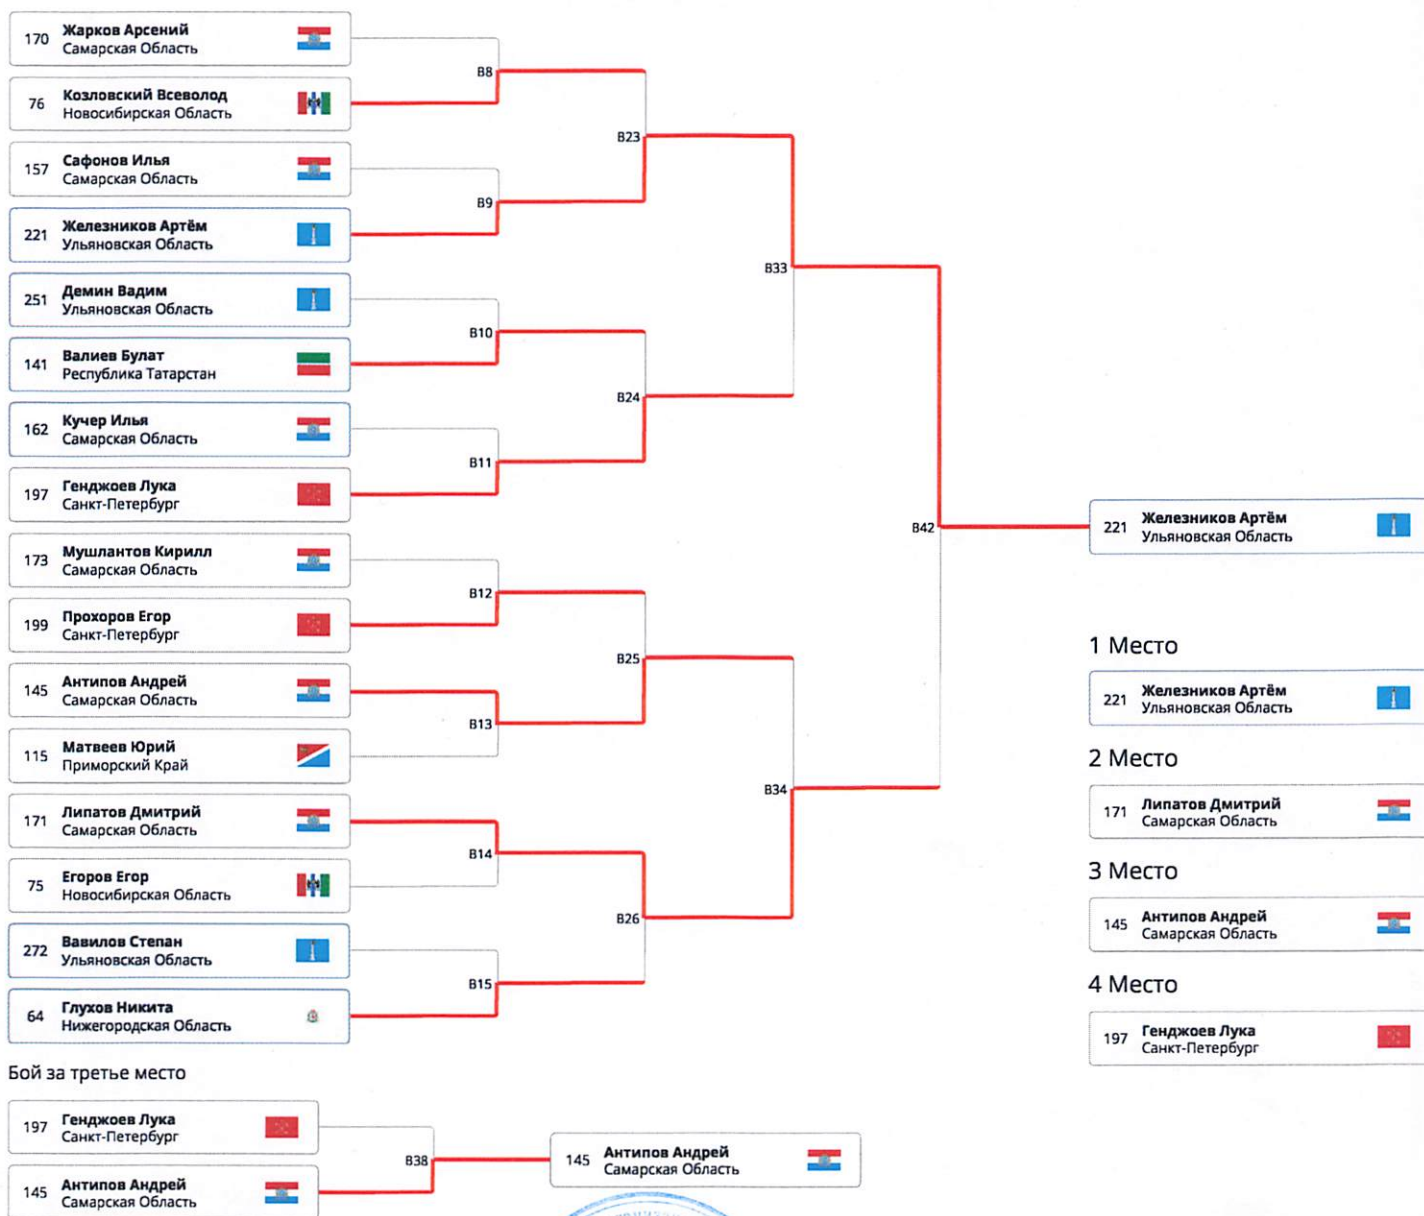 170 Жарков Арсений
Самарская Область
B8
76 Козловский Всеволод
Новосибирская Область
B23
157 Сафонов Илья
Самарская Область
B9
221 Железников Артём
Ульяновская Область
B33
251 Демин Вадим
Ульяновская Область
B10
141 Валиев Булат
Республика Татарстан
B24
162 Кучер Илья
Самарская Область
B11
197 Генджоев Лука
Санкт-Петербург
B42
221 Железников Артём
Ульяновская Область
173 Мушлантов Кирилл
Самарская Область
B12
199 Прохоров Егор
Санкт-Петербург
B25
145 Антипов Андрей
Самарская Область
B13
115 Матвеев Юрий
Приморский Край
B34
171 Липатов Дмитрий
Самарская Область
B14
75 Егоров Егор
Новосибирская Область
B26
272 Вавилов Степан
Ульяновская Область
B15
64 Глухов Никита
Нижегородская Область
1 Место
221 Железников Артём
Ульяновская Область
2 Место
171 Липатов Дмитрий
Самарская Область
3 Место
145 Антипов Андрей
Самарская Область
4 Место
197 Генджоев Лука
Санкт-Петербург
Бой за третье место
197 Генджоев Лука
Санкт-Петербург
B38
145 Антипов Андрей
Самарская Область
145 Антипов Андрей
Самарская Область